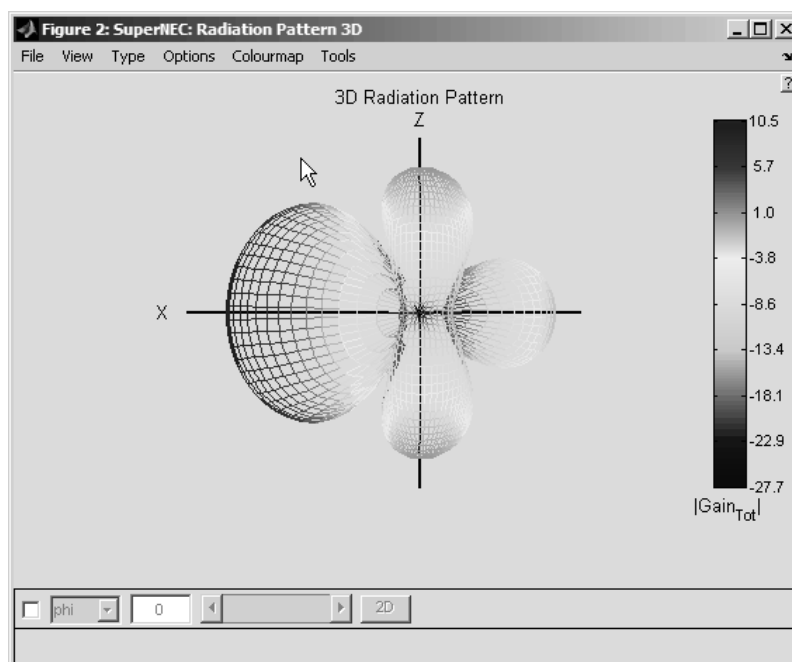 Figure 2: SuperNEC: Radiation Pattern 3D
File View Type Options Colourmap Tools
?
3D Radiation Pattern
Z
X
10.5
5.7
1.0
-3.8
-8.6
-13.4
-18.1
-22.9
-27.7
|Gain_Tot|
phi 0 2D